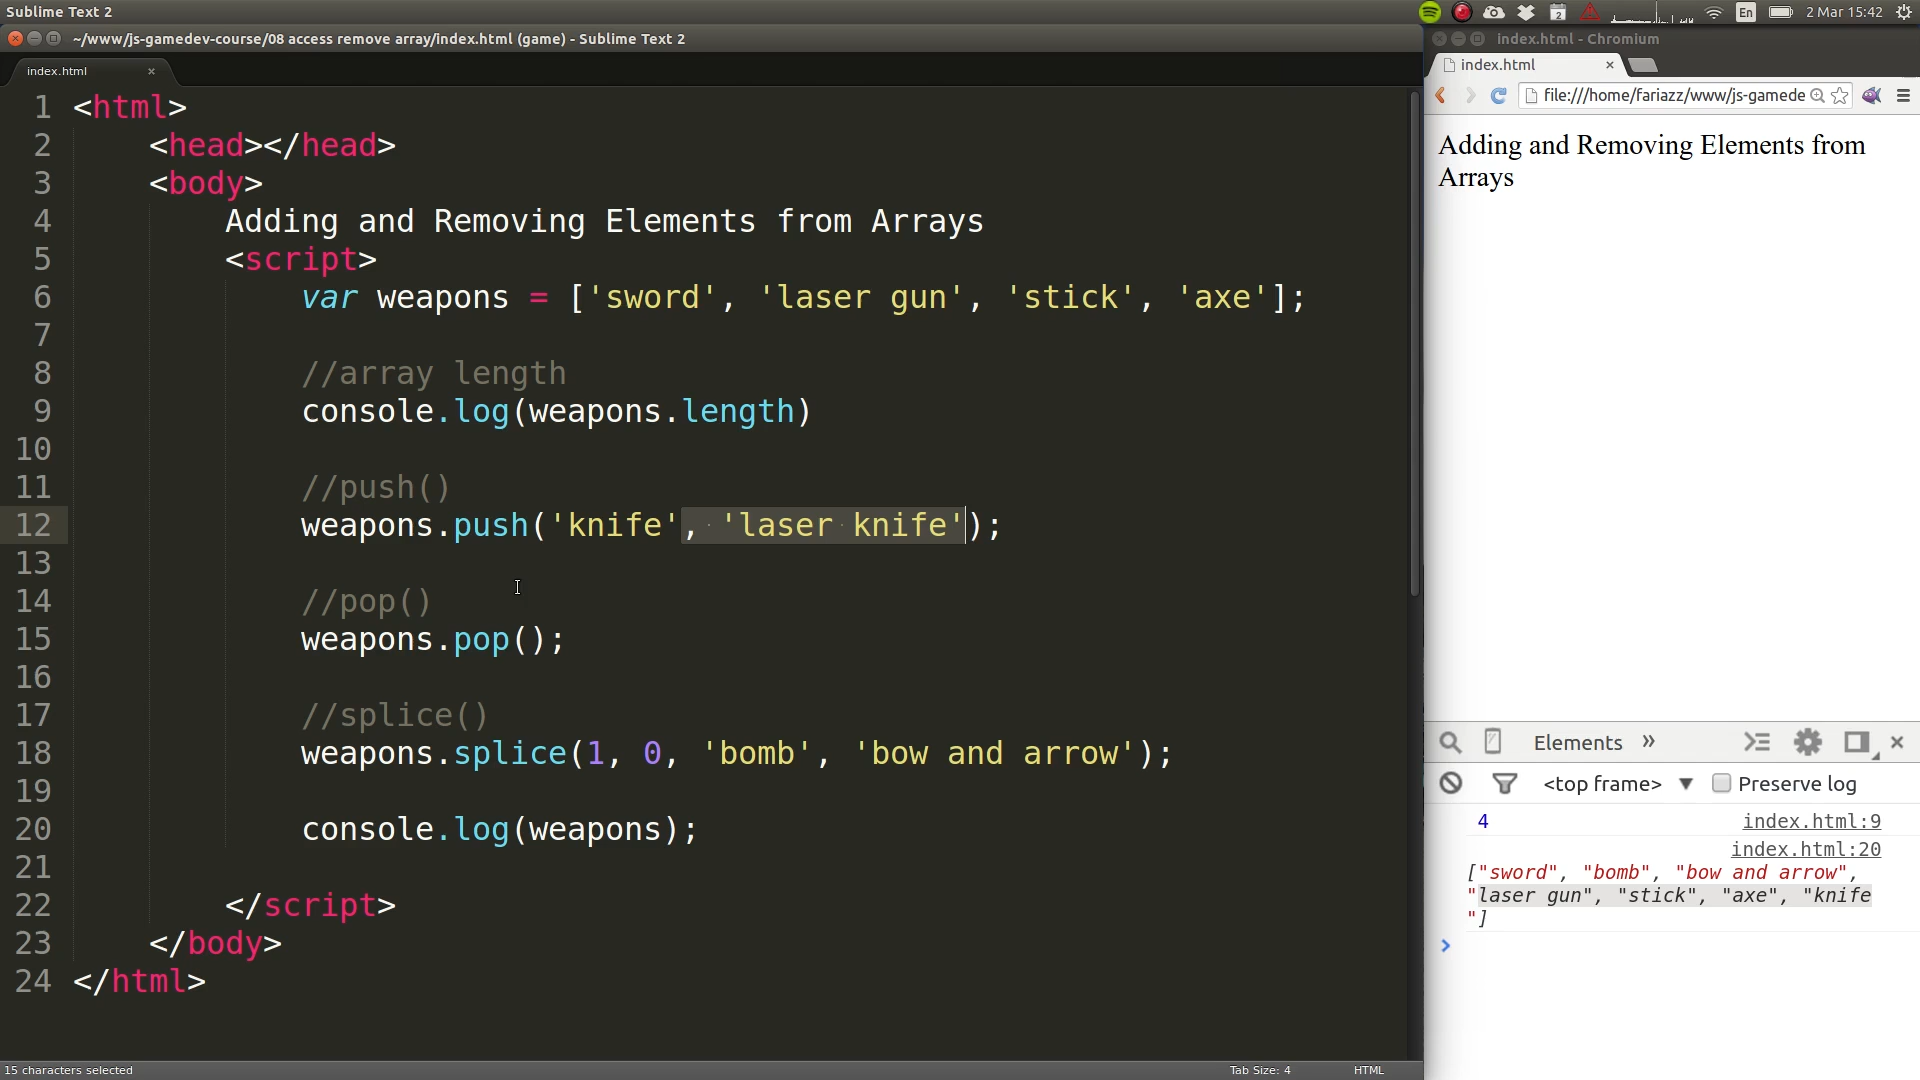 Sublime Text 2
2
En
2 Mar 15:42
~/www/js-gamedev-course/08 access remove array/index.html (game) - Sublime Text 2
index.html - Chromium
index.html
index.html
file:///home/fariazz/www/js-gamede
1 <html>
2 <head></head>
3 <body>
4 Adding and Removing Elements from Arrays
5 <script>
6 var weapons = ['sword', 'laser gun', 'stick', 'axe'];
7
8 //array length
9 console.log(weapons.length)
10
11 //push()
12 weapons.push('knife', 'laser knife');
13
14 //pop()
15 weapons.pop();
16
17 //splice()
18 weapons.splice(1, 0, 'bomb', 'bow and arrow');
19
20 console.log(weapons);
21
22 </script>
23 </body>
24 </html>
15 characters selected
Tab Size: 4
HTML
Adding and Removing Elements from
Arrays
Elements »
<top frame> ▼ Preserve log
4 index.html:9
index.html:20
["sword", "bomb", "bow and arrow",
"laser gun", "stick", "axe", "knife
"]